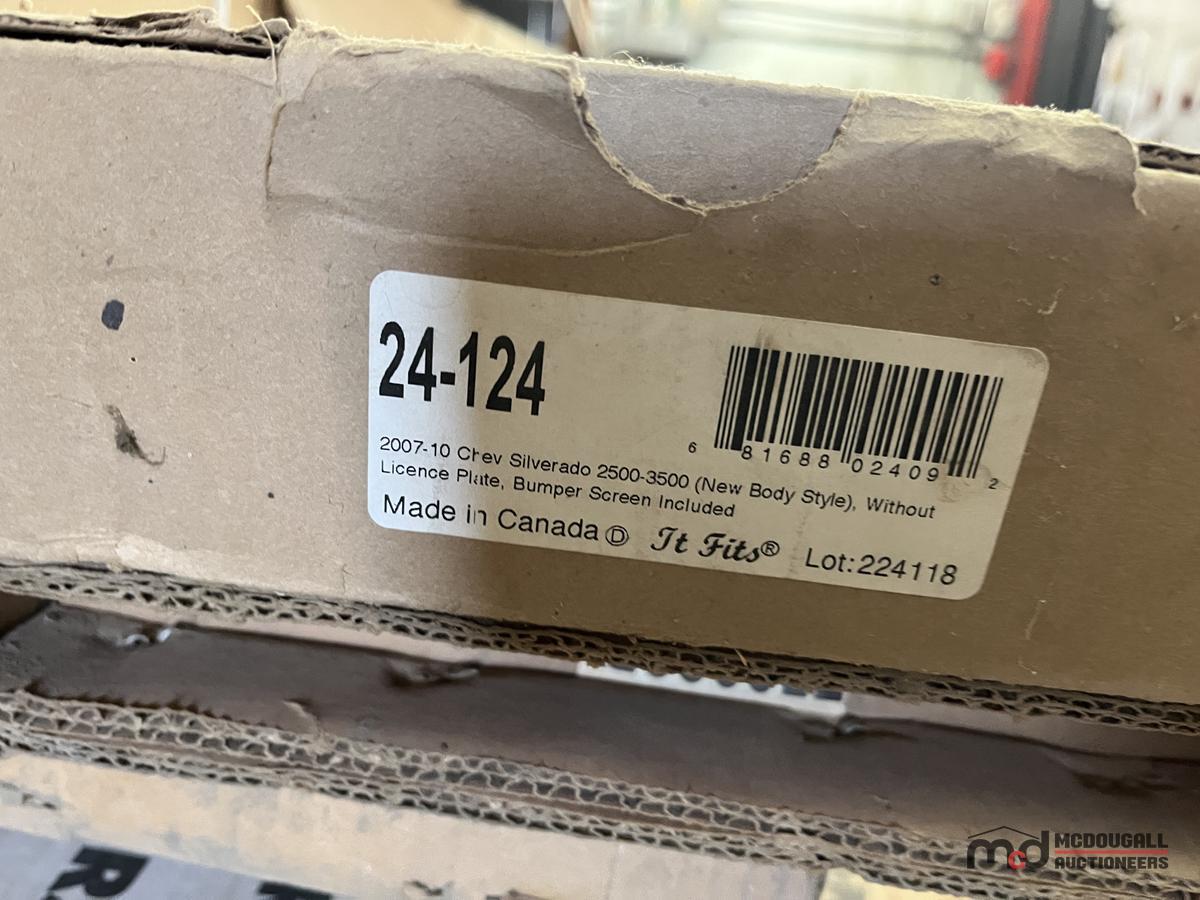 24-124
6 81688 02409 2
2007-10 Chev Silverado 2500-3500 (New Body Style), Without
Licence Plate, Bumper Screen Included
Made in Canada Ⓓ It Fits® Lot:224118
R.
mcd MCDOUGALL
AUCTIONEERS